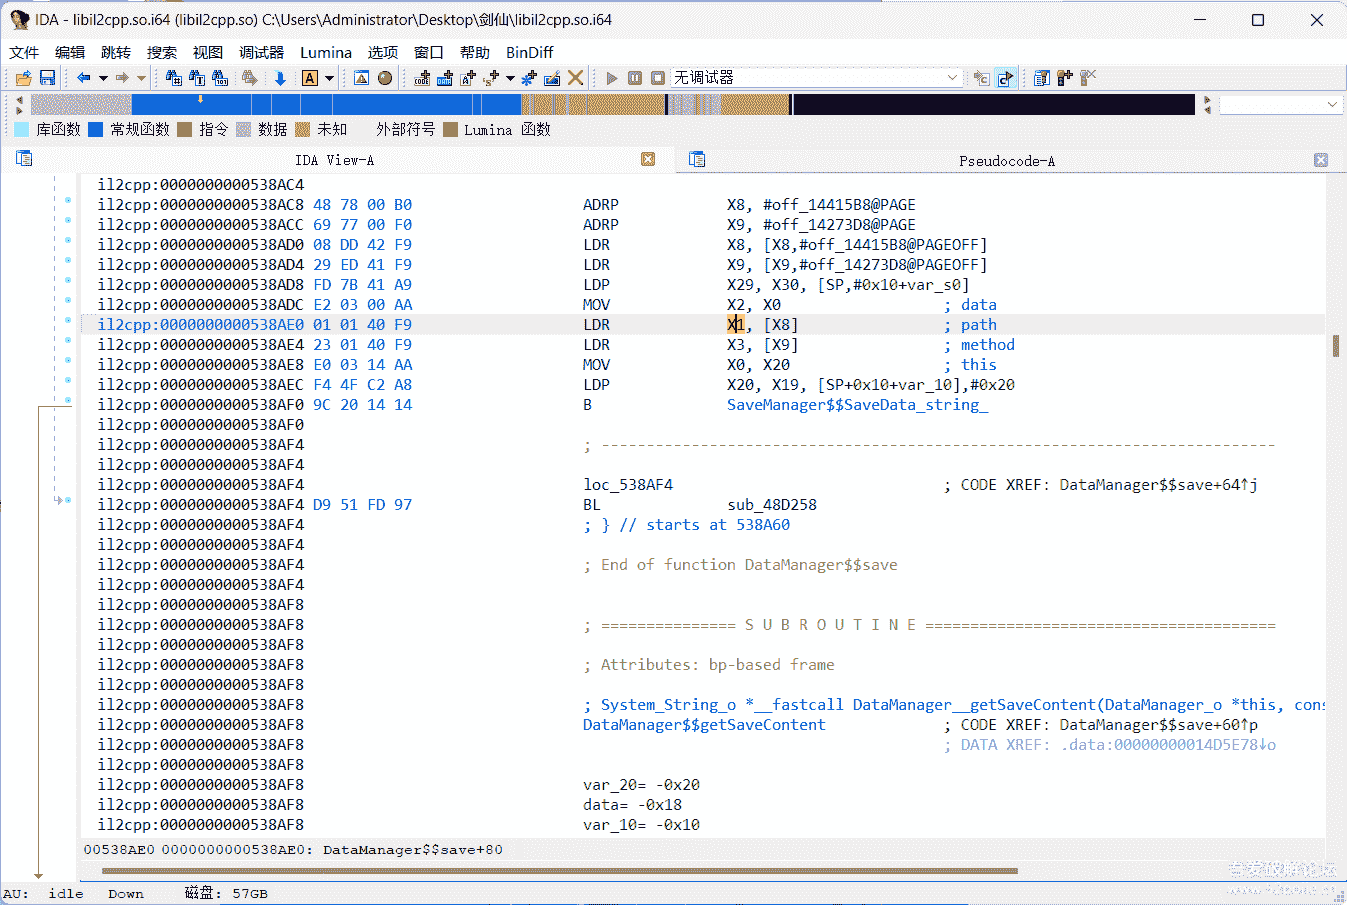 IDA - libil2cpp.so.i64 (libil2cpp.so) C:\Users\Administrator\Desktop\剑仙\libil2cpp.so.i64
文件 编辑 跳转 搜索 视图 调试器 Lumina 选项 窗口 帮助 BinDiff
无调试器
库函数 常规函数 指令 数据 未知 外部符号 Lumina 函数
IDA View-A Pseudocode-A
il2cpp:0000000000538AC4
il2cpp:0000000000538AC8 48 78 00 B0 ADRP X8, #off_14415B8@PAGE
il2cpp:0000000000538ACC 69 77 00 F0 ADRP X9, #off_14273D8@PAGE
il2cpp:0000000000538AD0 08 DD 42 F9 LDR X8, [X8,#off_14415B8@PAGEOFF]
il2cpp:0000000000538AD4 29 ED 41 F9 LDR X9, [X9,#off_14273D8@PAGEOFF]
il2cpp:0000000000538AD8 FD 7B 41 A9 LDP X29, X30, [SP,#0x10+var_s0]
il2cpp:0000000000538ADC E2 03 00 AA MOV X2, X0 ; data
il2cpp:0000000000538AE0 01 01 40 F9 LDR X1, [X8] ; path
il2cpp:0000000000538AE4 23 01 40 F9 LDR X3, [X9] ; method
il2cpp:0000000000538AE8 E0 03 14 AA MOV X0, X20 ; this
il2cpp:0000000000538AEC F4 4F C2 A8 LDP X20, X19, [SP+0x10+var_10],#0x20
il2cpp:0000000000538AF0 9C 20 14 14 B SaveManager$$SaveData_string_
il2cpp:0000000000538AF0
il2cpp:0000000000538AF4 ; ---------------------------------------------------------------------------
il2cpp:0000000000538AF4
il2cpp:0000000000538AF4 loc_538AF4 ; CODE XREF: DataManager$$save+64↑j
il2cpp:0000000000538AF4 D9 51 FD 97 BL sub_48D258
il2cpp:0000000000538AF4 ; } // starts at 538A60
il2cpp:0000000000538AF4
il2cpp:0000000000538AF4 ; End of function DataManager$$save
il2cpp:0000000000538AF4
il2cpp:0000000000538AF8
il2cpp:0000000000538AF8 ; =============== S U B R O U T I N E =======================================
il2cpp:0000000000538AF8
il2cpp:0000000000538AF8 ; Attributes: bp-based frame
il2cpp:0000000000538AF8
il2cpp:0000000000538AF8 ; System_String_o *__fastcall DataManager__getSaveContent(DataManager_o *this, cons
il2cpp:0000000000538AF8 DataManager$$getSaveContent ; CODE XREF: DataManager$$save+60↑p
il2cpp:0000000000538AF8 ; DATA XREF: .data:00000000014D5E78↓o
il2cpp:0000000000538AF8
il2cpp:0000000000538AF8 var_20= -0x20
il2cpp:0000000000538AF8 data= -0x18
il2cpp:0000000000538AF8 var_10= -0x10
00538AE0 0000000000538AE0: DataManager$$save+80
AU: idle Down 磁盘: 57GB